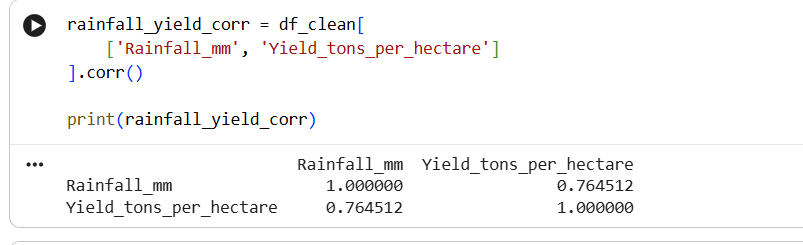 rainfall_yield_corr = df_clean[
    ['Rainfall_mm', 'Yield_tons_per_hectare']
].corr()
print(rainfall_yield_corr)
                        Rainfall_mm  Yield_tons_per_hectare
Rainfall_mm                1.000000                0.764512
Yield_tons_per_hectare     0.764512                1.000000